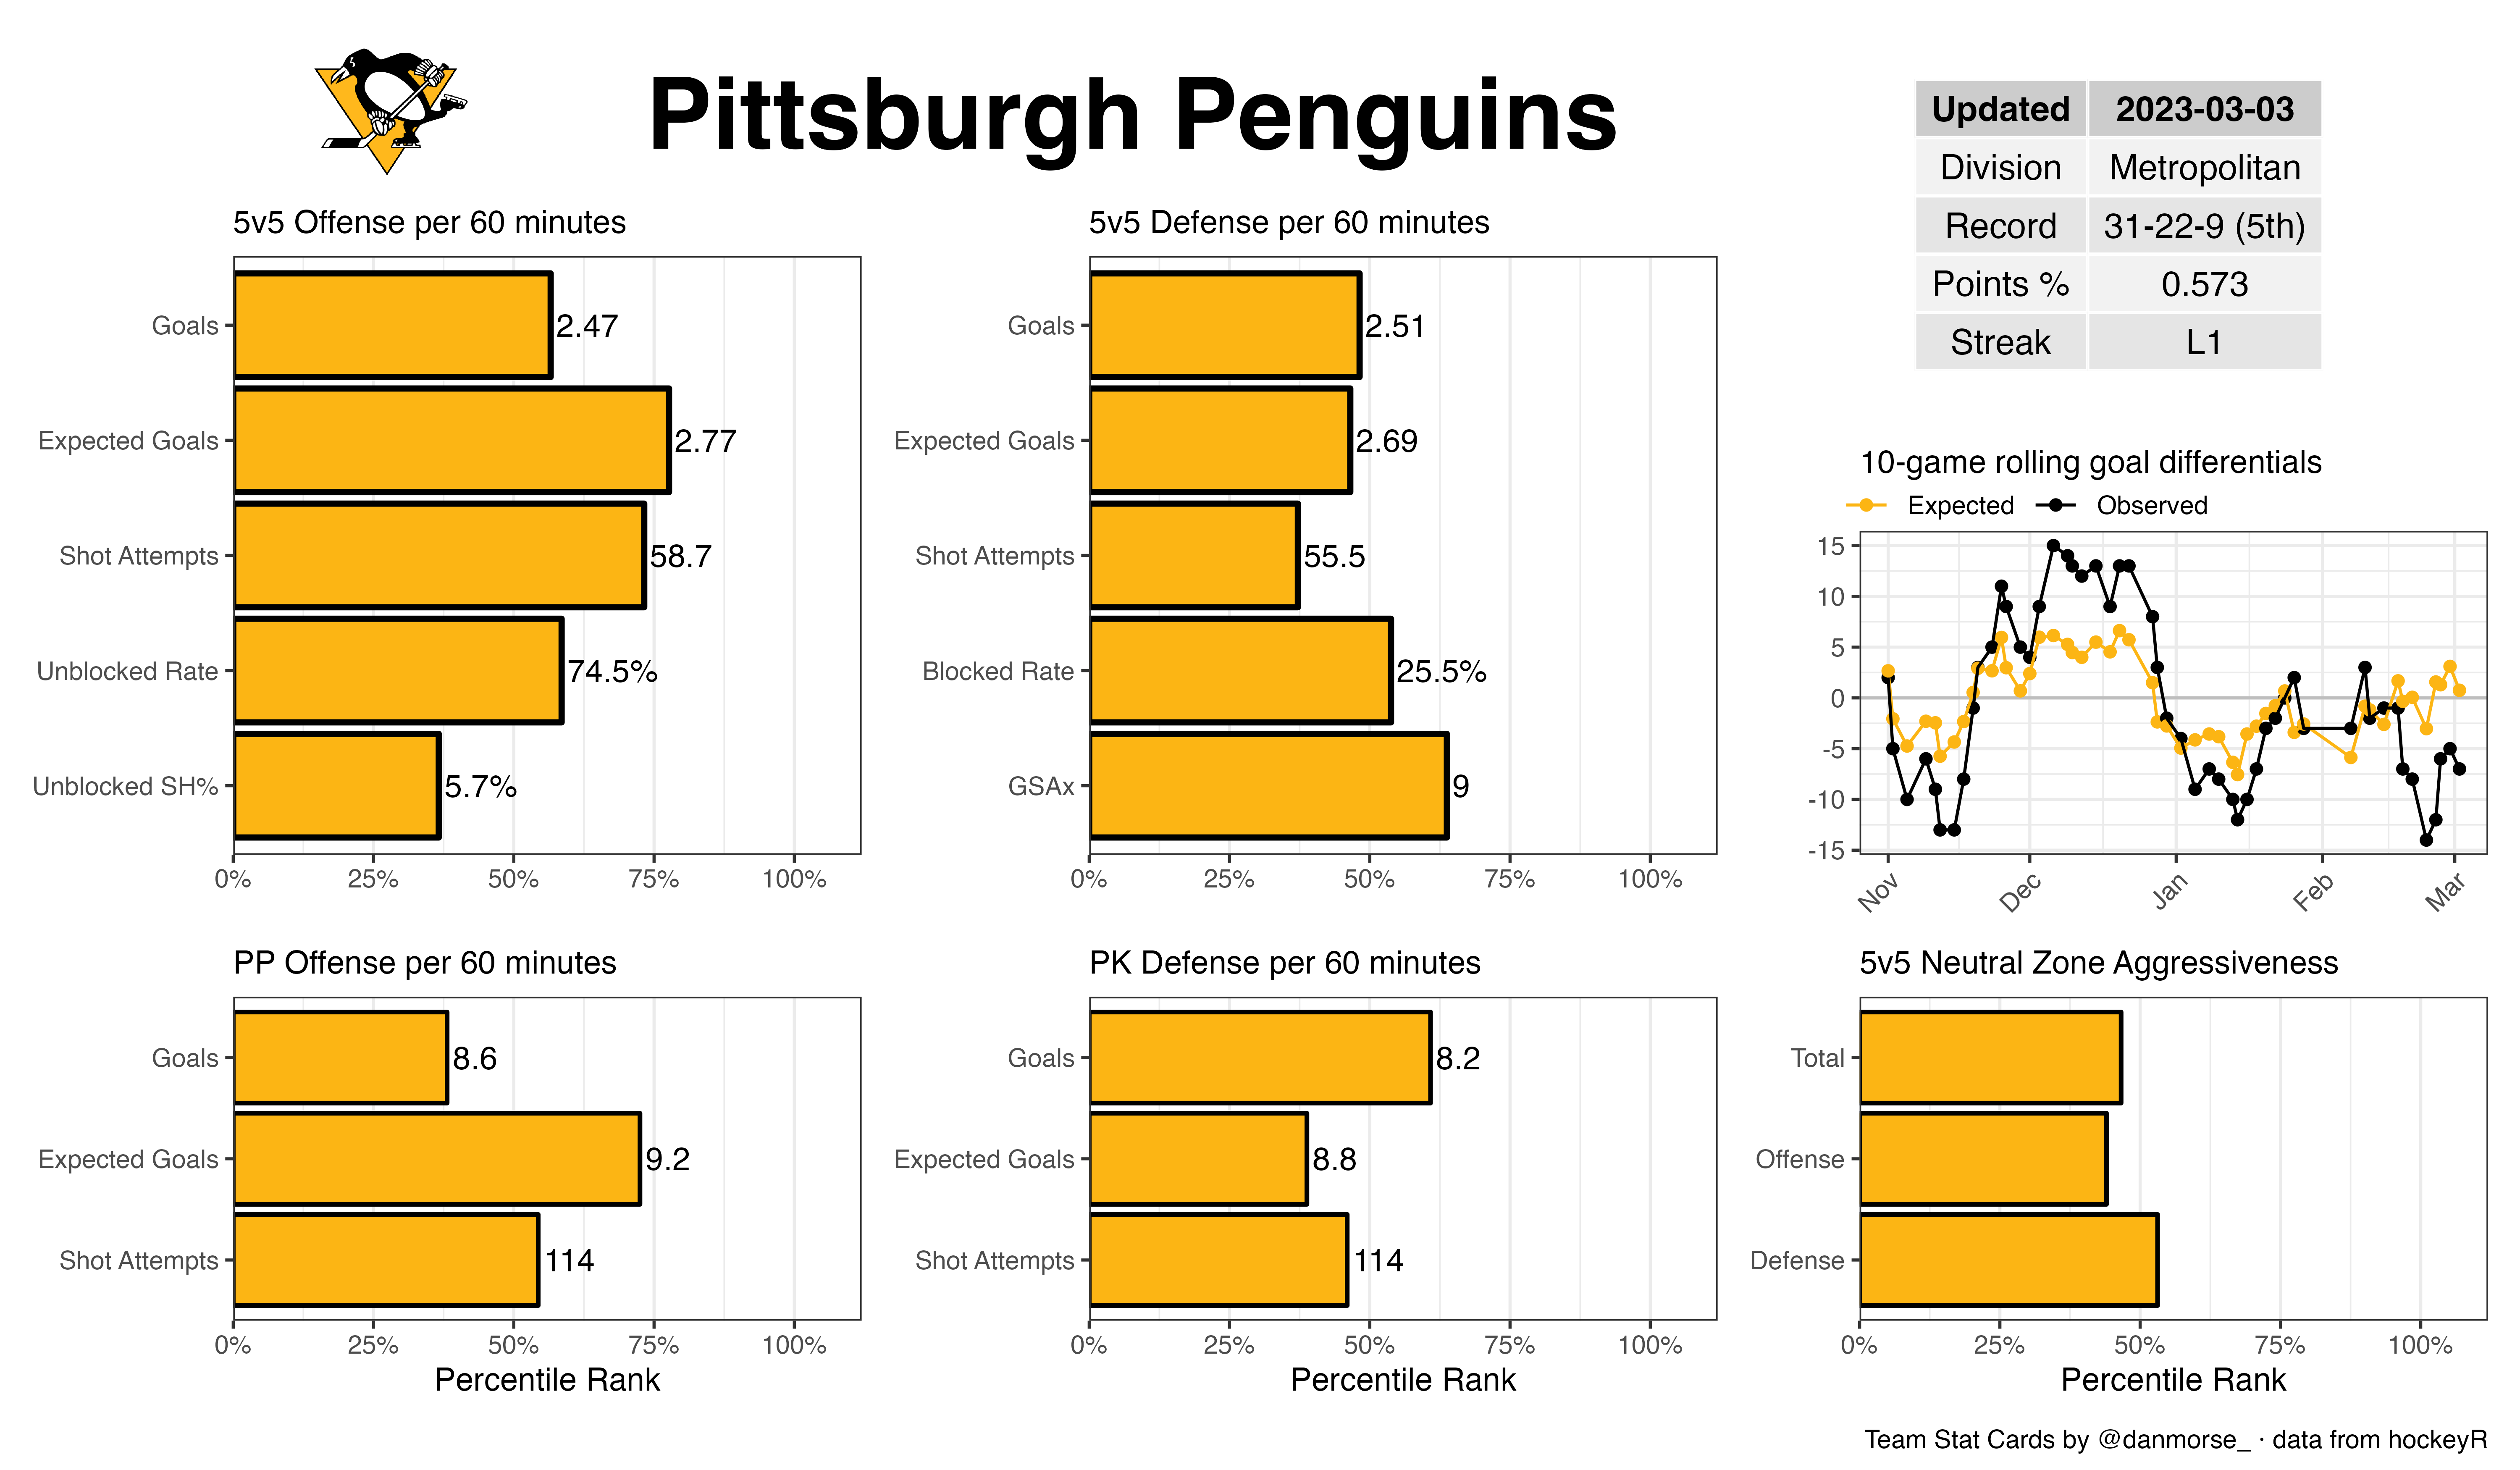 Pittsburgh Penguins
Updated 2023-03-03
Division Metropolitan
Record 31-22-9 (5th)
Points % 0.573
Streak L1
5v5 Offense per 60 minutes
Goals 2.47
Expected Goals 2.77
Shot Attempts 58.7
Unblocked Rate 74.5%
Unblocked SH% 5.7%
0% 25% 50% 75% 100%
5v5 Defense per 60 minutes
Goals 2.51
Expected Goals 2.69
Shot Attempts 55.5
Blocked Rate 25.5%
GSAx 9
0% 25% 50% 75% 100%
10-game rolling goal differentials
Expected Observed
15
10
5
0
-5
-10
-15
Nov Dec Jan Feb Mar
PP Offense per 60 minutes
Goals 8.6
Expected Goals 9.2
Shot Attempts 114
0% 25% 50% 75% 100%
Percentile Rank
PK Defense per 60 minutes
Goals 8.2
Expected Goals 8.8
Shot Attempts 114
0% 25% 50% 75% 100%
Percentile Rank
5v5 Neutral Zone Aggressiveness
Total
Offense
Defense
0% 25% 50% 75% 100%
Percentile Rank
Team Stat Cards by @danmorse_ · data from hockeyR